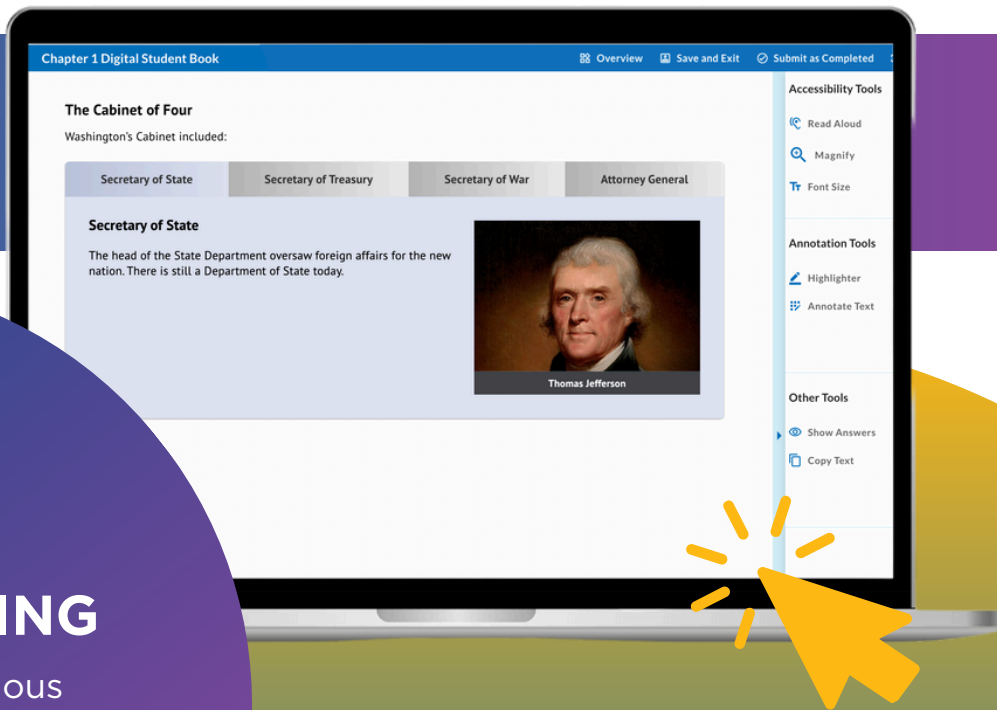 Chapter 1 Digital Student Book
Overview
Save and Exit
Submit as Completed
The Cabinet of Four
Washington's Cabinet included:
Secretary of State
Secretary of Treasury
Secretary of War
Attorney General
Secretary of State
The head of the State Department oversaw foreign affairs for the new
nation. There is still a Department of State today.
Thomas Jefferson
Accessibility Tools
Read Aloud
Magnify
Tт Font Size
Annotation Tools
Highlighter
Annotate Text
Other Tools
Show Answers
Copy Text
ING
ous